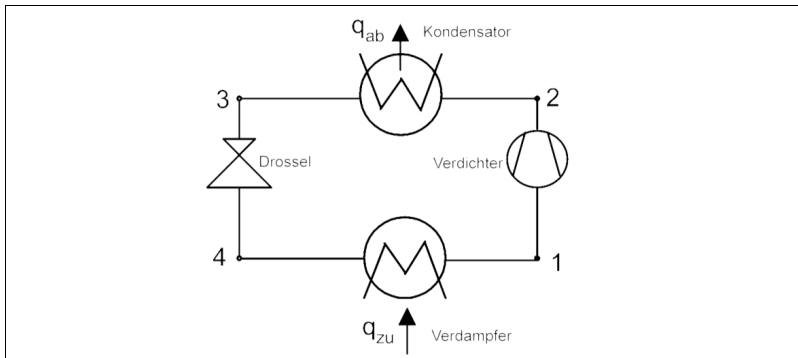 q_ab Kondensator
3
2
Drossel
Verdichter
4
1
q_zu Verdampfer